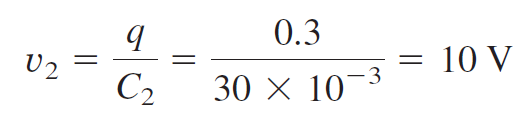 v₂ = q / C₂ = 0.3 / 30 × 10⁻³ = 10 V